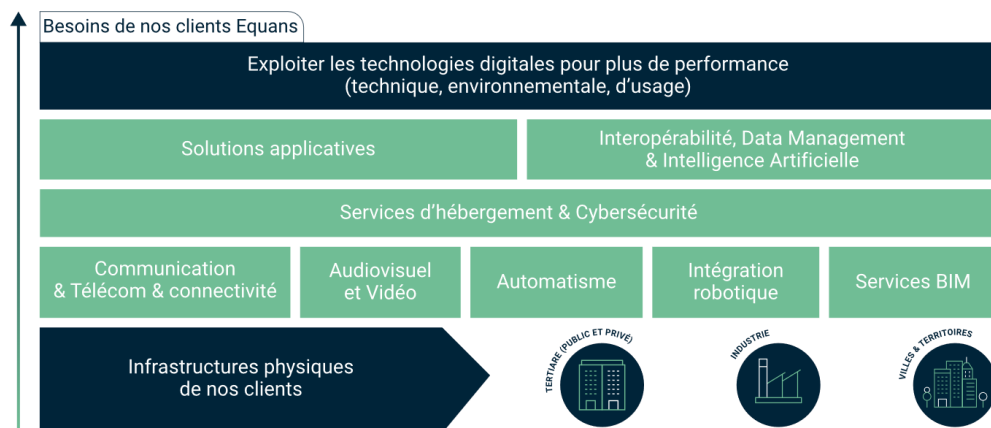 Besoins de nos clients Equans
Exploiter les technologies digitales pour plus de performance
(technique, environnementale, d’usage)
Solutions applicatives
Interopérabilité, Data Management
& Intelligence Artificielle
Services d’hébergement & Cybersécurité
Communication
& Télécom & connectivité
Audiovisuel
et Vidéo
Automatisme
Intégration
robotique
Services BIM
Infrastructures physiques
de nos clients
TERTIAIRE (PUBLIC ET PRIVÉ)
INDUSTRIE
VILLES & TERRITOIRES